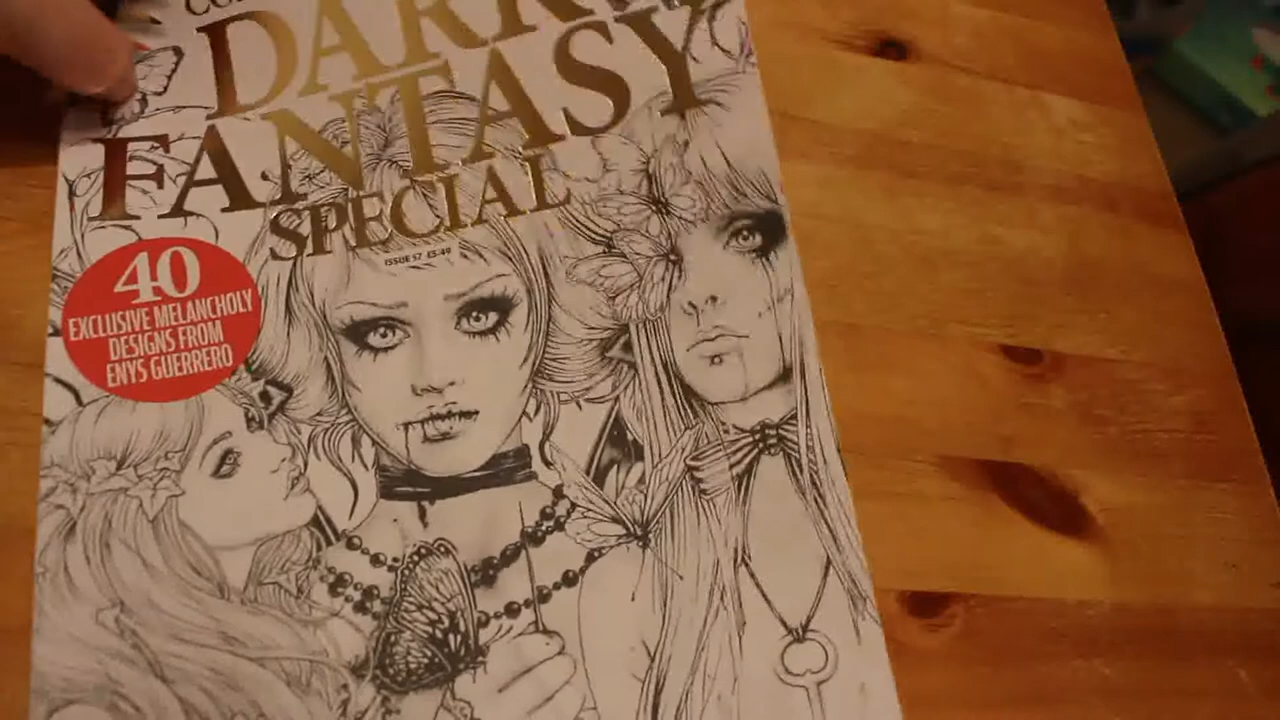 DARK
FANTASY
SPECIAL
ISSUE 57 £5.49
40
EXCLUSIVE MELANCHOLY
DESIGNS FROM
ENYS GUERRERO